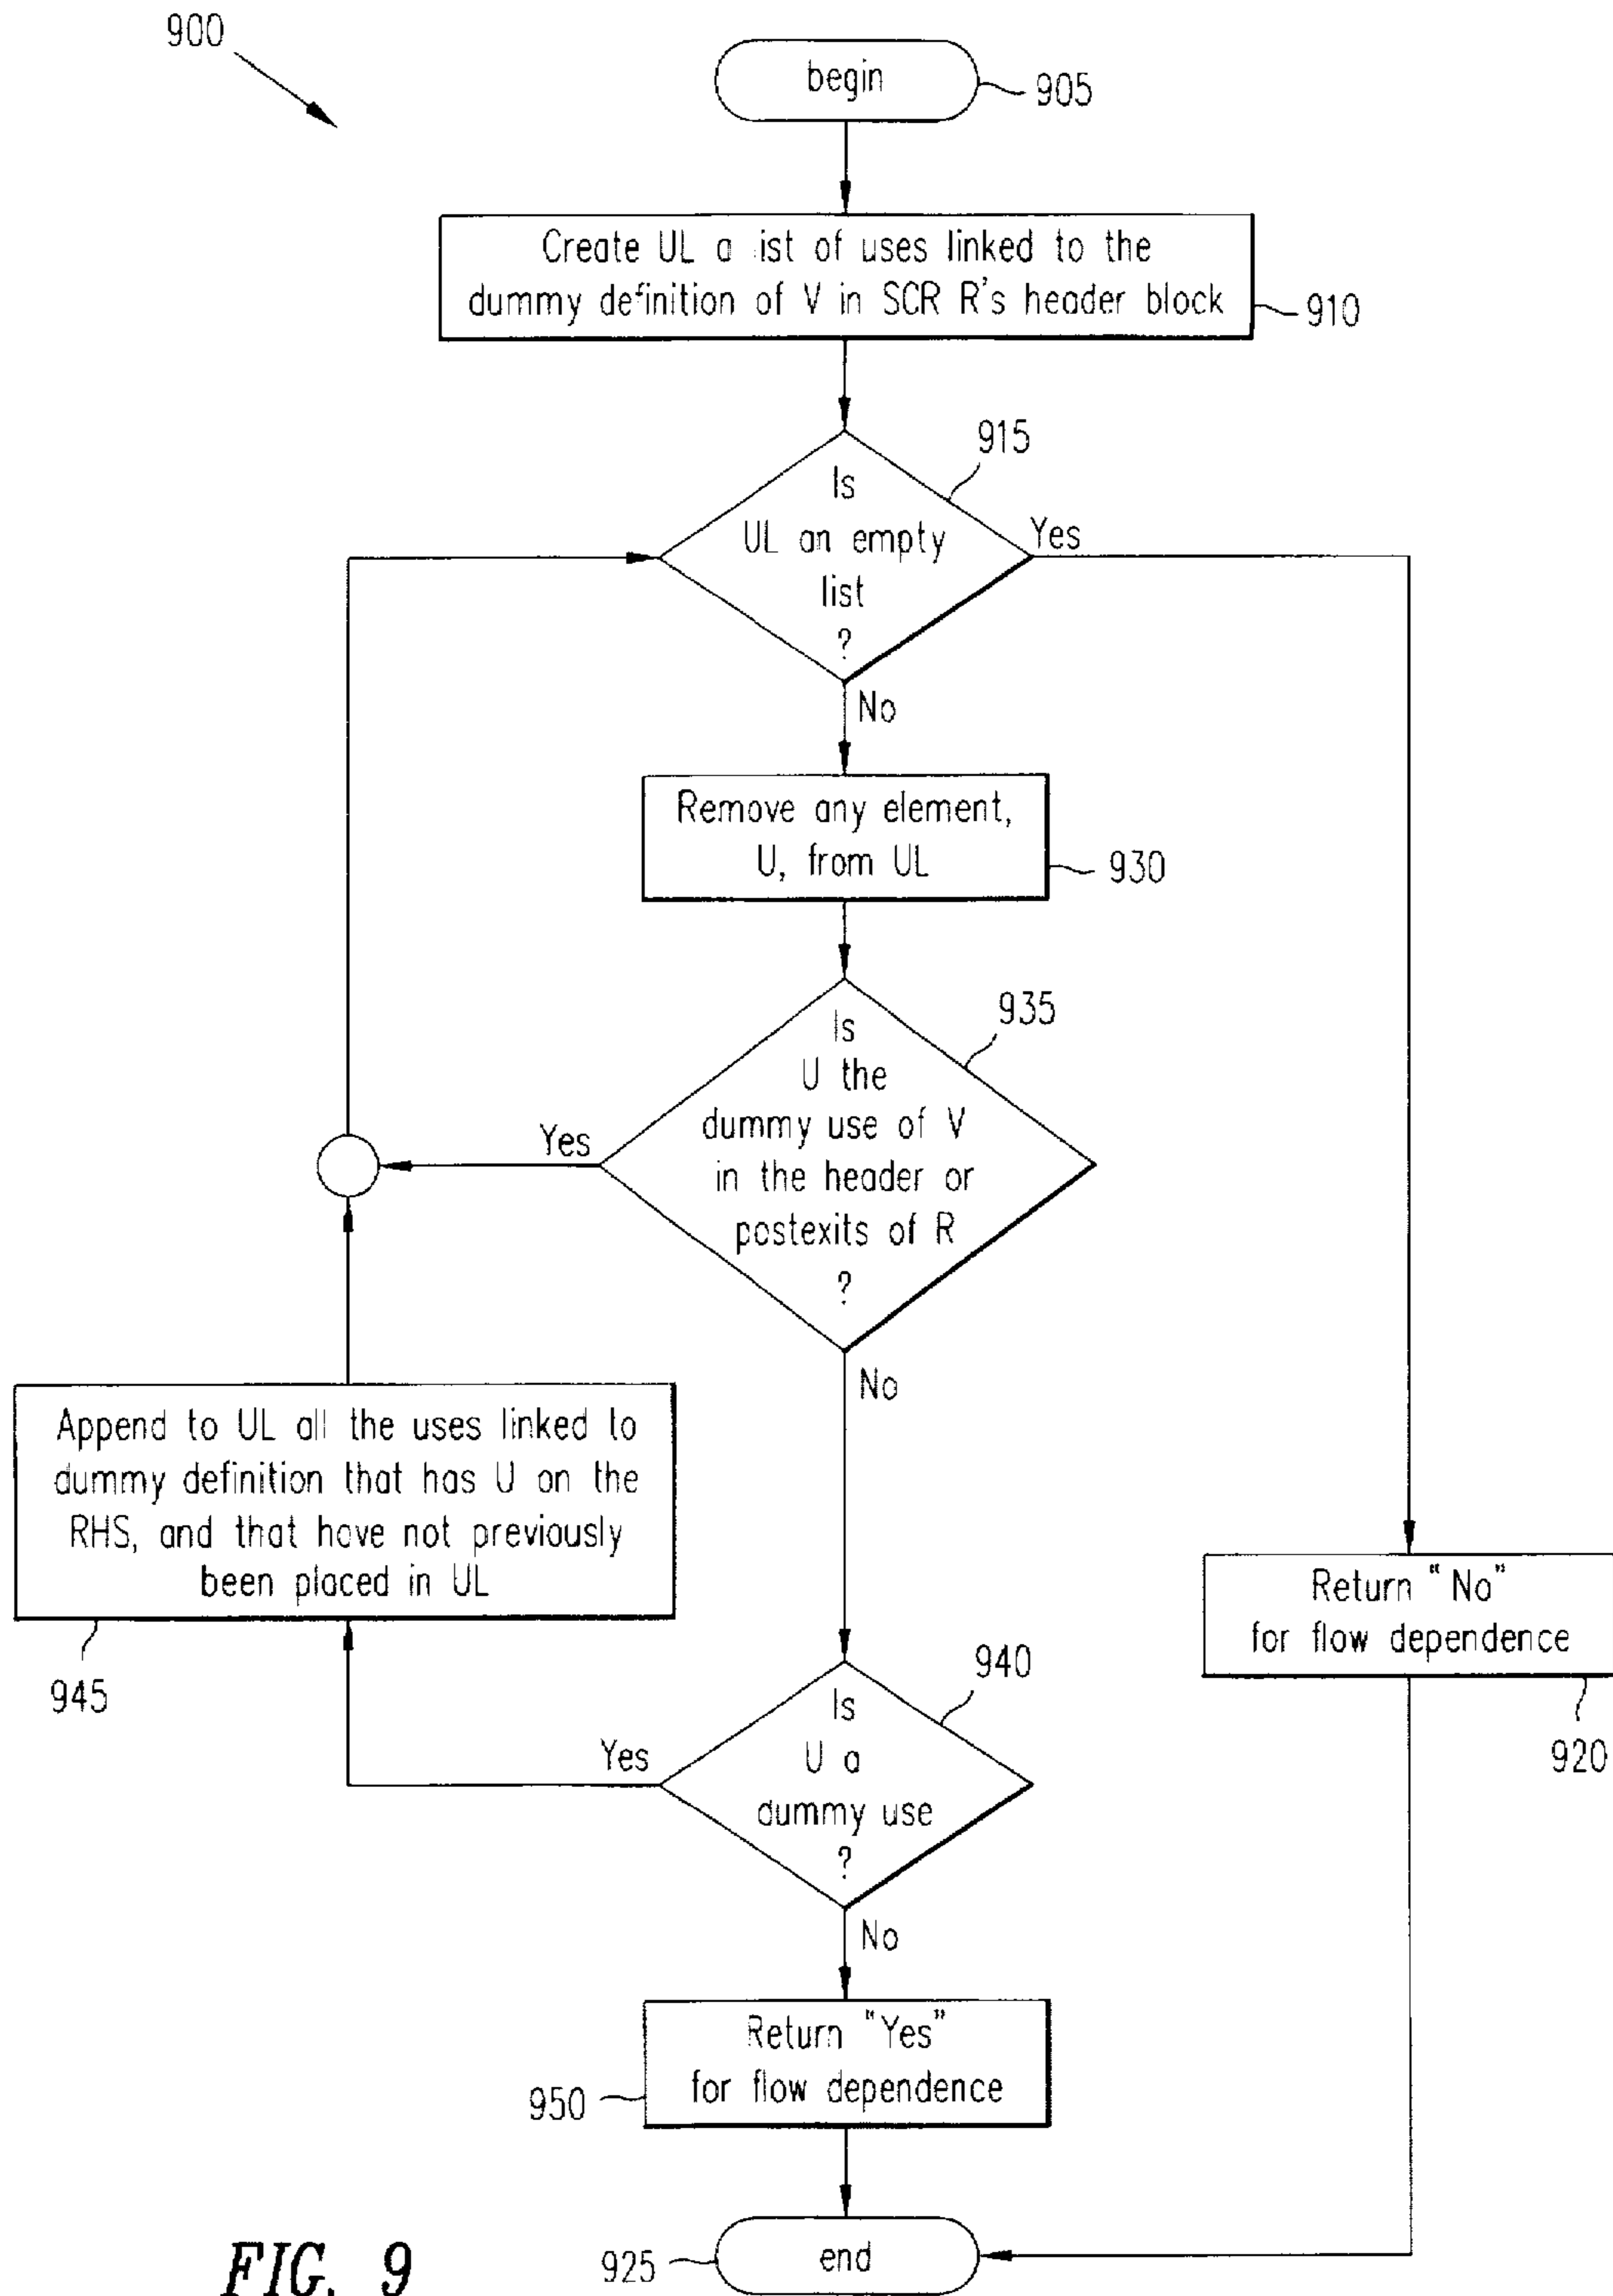 900
begin
905
Create UL a list of uses linked to the
dummy definition of V in SCR R's header block
910
915
Is
UL an empty
list
?
Yes
No
Remove any element,
U, from UL
930
935
Is
U the
dummy use of V
in the header or
postexits of R
?
Yes
No
Append to UL all the uses linked to
dummy definition that has U on the
RHS, and that have not previously
been placed in UL
945
Return "No"
for flow dependence
920
940
Is
U a
dummy use
?
Yes
No
Return "Yes"
for flow dependence
950
end
925
FIG. 9